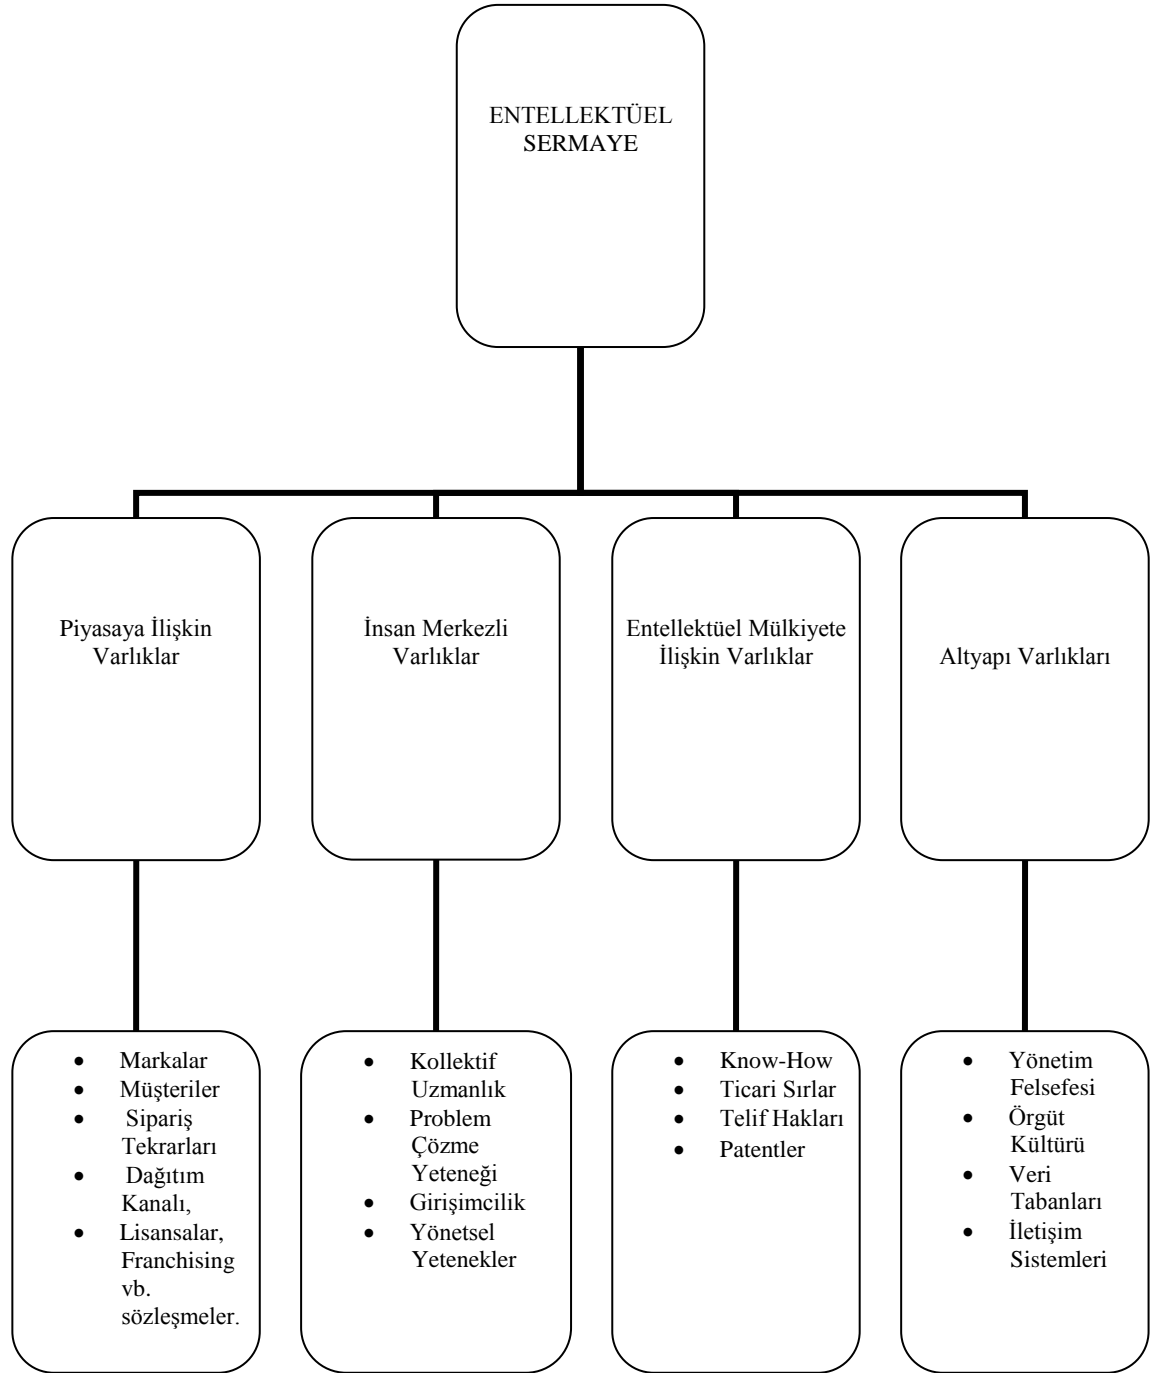 ENTELLEKTÜEL
SERMAYE
Piyasaya İlişkin
Varlıklar
İnsan Merkezli
Varlıklar
Entellektüel Mülkiyete
İlişkin Varlıklar
Altyapı Varlıkları
• Markalar
• Müşteriler
• Sipariş
Tekrarları
• Dağıtım
Kanalı,
• Lisansalar,
Franchising
vb.
sözleşmeler.
• Kollektif
Uzmanlık
• Problem
Çözme
Yeteneği
• Girişimcilik
• Yönetsel
Yetenekler
• Know-How
• Ticari Sırlar
• Telif Hakları
• Patentler
• Yönetim
Felsefesi
• Örgüt
Kültürü
• Veri
Tabanları
• İletişim
Sistemleri